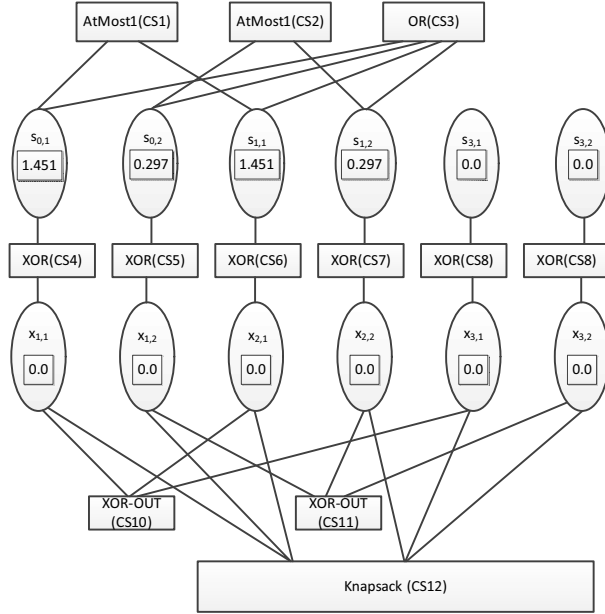 AtMost1(CS1) AtMost1(CS2) OR(CS3)
s0,1 s0,2 s1,1 s1,2 s3,1 s3,2
1.451 0.297 1.451 0.297 0.0 0.0
XOR(CS4) XOR(CS5) XOR(CS6) XOR(CS7) XOR(CS8) XOR(CS8)
x1,1 x1,2 x2,1 x2,2 x3,1 x3,2
0.0 0.0 0.0 0.0 0.0 0.0
XOR-OUT XOR-OUT
(CS10) (CS11)
Knapsack (CS12)